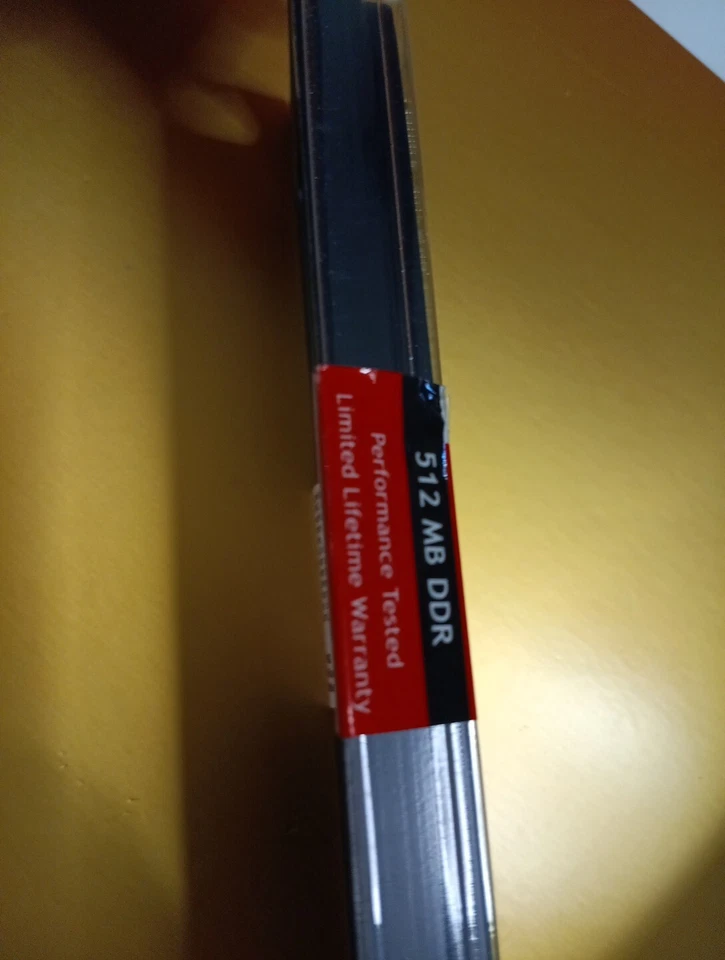 512 MB DDR
Performance Tested
Limited Lifetime Warranty